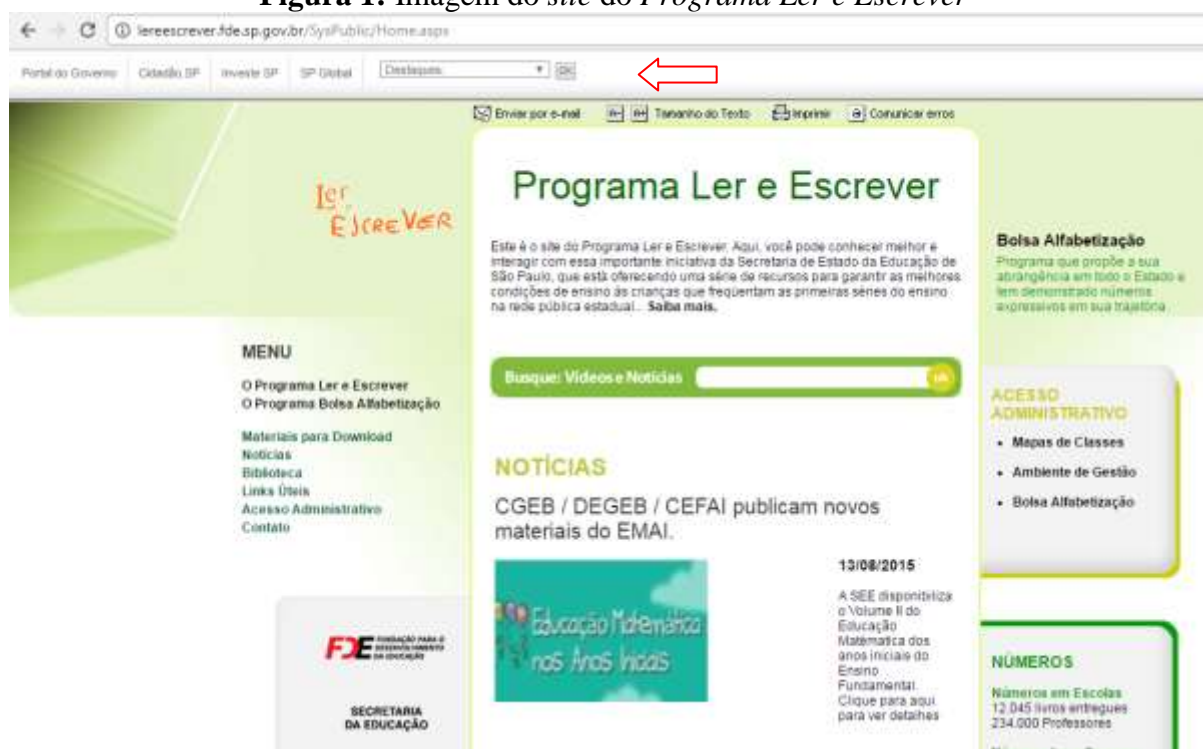 Figura 1: Imagem do site do Programa Ler e Escrever
lereescrever.fde.sp.gov.br/SysPublic/Home.aspx
Portal do Governo Cidadão.SP Investe SP SP Global Destaques: OK
Enviar por e-mail A- A+ Tamanho do Texto Imprimir Comunicar erros
Ler
EScREVER
Programa Ler e Escrever
Este é o site do Programa Ler e Escrever. Aqui, você pode conhecer melhor e
interagir com essa importante iniciativa da Secretaria de Estado da Educação de
São Paulo, que está oferecendo uma série de recursos para garantir as melhores
condições de ensino às crianças que freqüentam as primeiras séries do ensino
na rede pública estadual... Saiba mais.
Bolsa Alfabetização
Programa que propõe a sua
abrangência em todo o Estado e
tem demonstrado números
expressivos em sua trajetória.
MENU
O Programa Ler e Escrever
O Programa Bolsa Alfabetização
Materiais para Download
Notícias
Biblioteca
Links Úteis
Acesso Administrativo
Contato
Busque: Vídeos e Notícias
ACESSO
ADMINISTRATIVO
• Mapas de Classes
• Ambiente de Gestão
• Bolsa Alfabetização
NOTÍCIAS
CGEB / DEGEB / CEFAI publicam novos
materiais do EMAI.
Educação Matemática
nos Anos Iniciais
13/08/2015
A SEE disponibiliza
o Volume II do
Educação
Matemática dos
anos iniciais do
Ensino
Fundamental.
Clique para aqui
para ver detalhes
FDE FUNDAÇÃO PARA O
DESENVOLVIMENTO
DA EDUCAÇÃO
SECRETARIA
DA EDUCAÇÃO
NÚMEROS
Números em Escolas
12.045 livros entregues
234.000 Professores